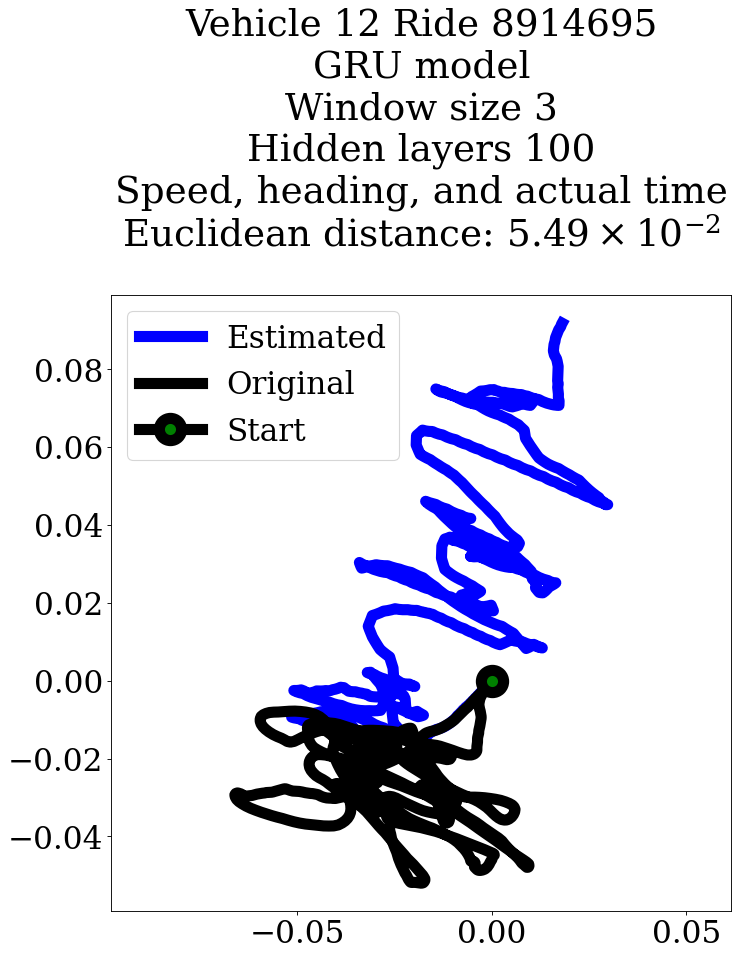 Vehicle 12 Ride 8914695
GRU model
Window size 3
Hidden layers 100
Speed, heading, and actual time
Euclidean distance: 5.49 × 10⁻²
Estimated
Original
Start
0.08
0.06
0.04
0.02
0.00
−0.02
−0.04
−0.05 0.00 0.05